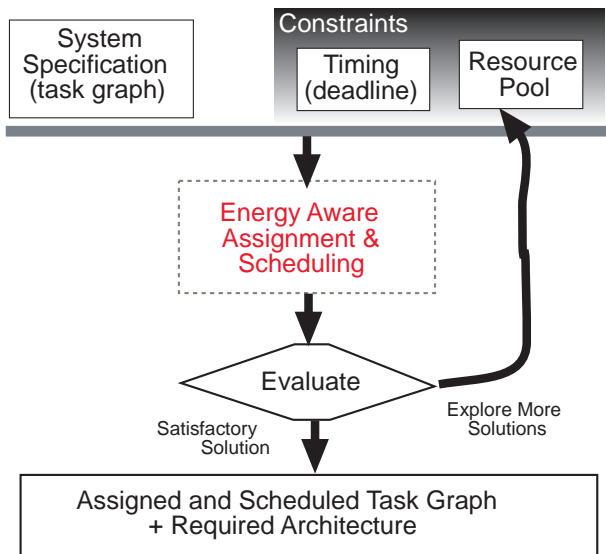 System
Specification
(task graph)
Constraints
Timing
(deadline)
Resource
Pool
Energy Aware
Assignment &
Scheduling
Evaluate
Satisfactory
Solution
Explore More
Solutions
Assigned and Scheduled Task Graph
+ Required Architecture